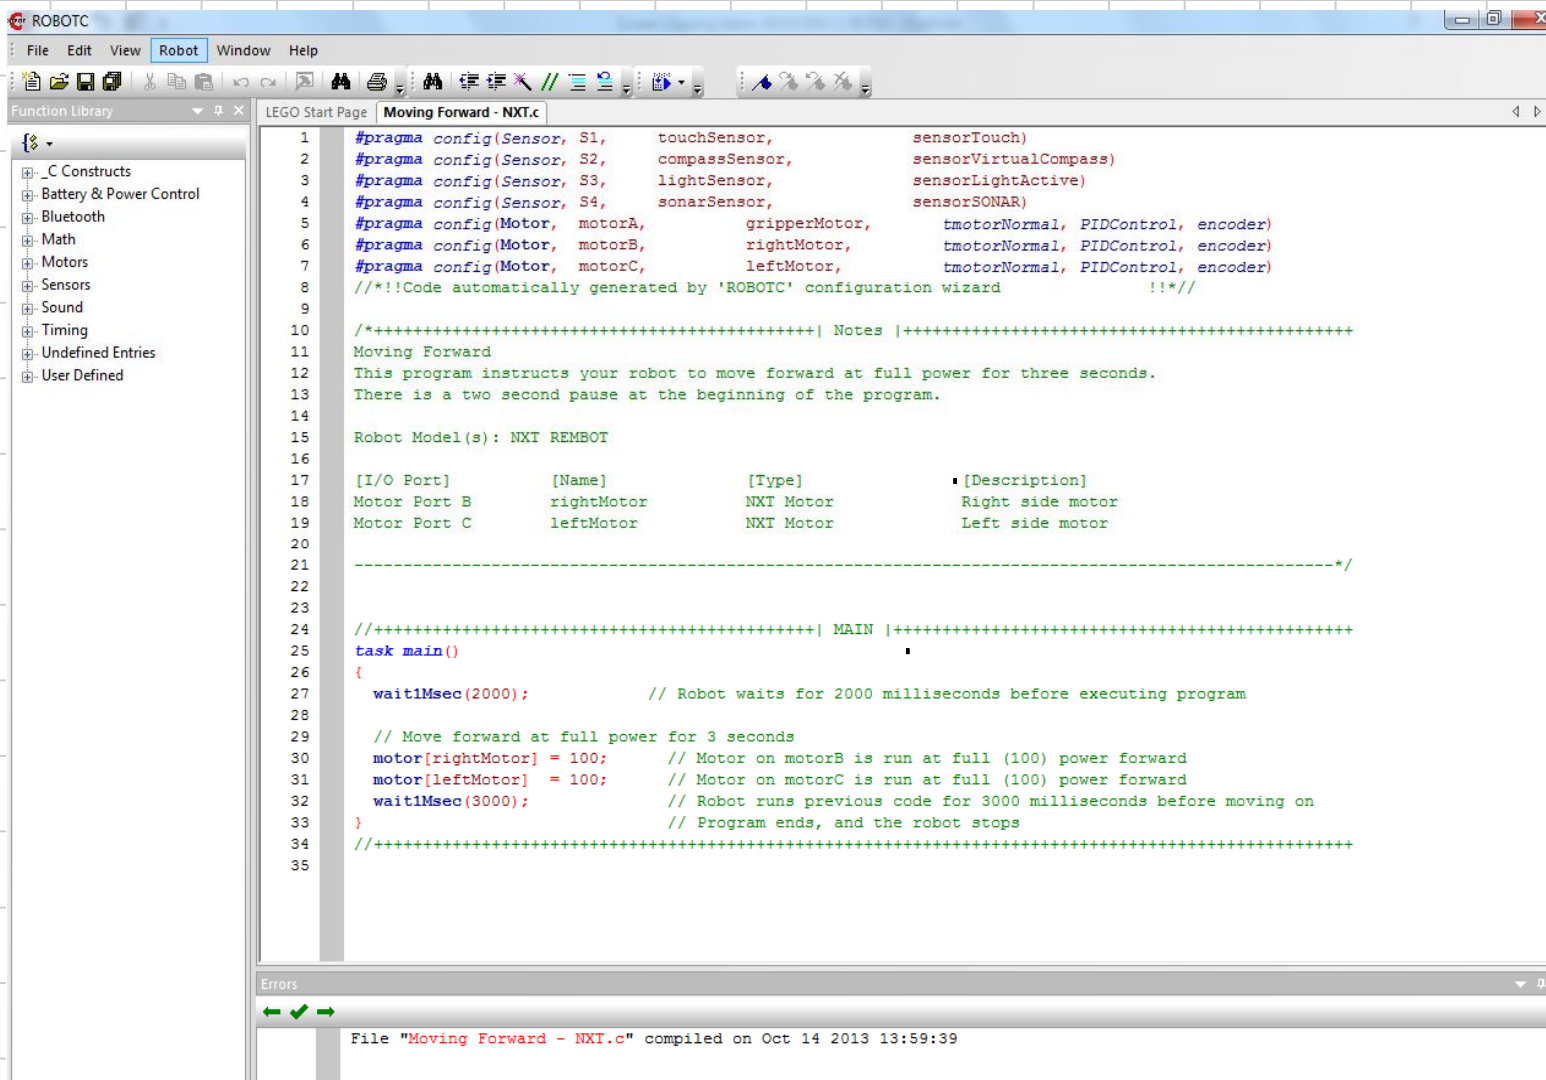 ROBOTC
File Edit View Robot Window Help
Function Library
LEGO Start Page Moving Forward - NXT.c
_C Constructs
Battery & Power Control
Bluetooth
Math
Motors
Sensors
Sound
Timing
Undefined Entries
User Defined
1 #pragma config(Sensor, S1, touchSensor, sensorTouch)
2 #pragma config(Sensor, S2, compassSensor, sensorVirtualCompass)
3 #pragma config(Sensor, S3, lightSensor, sensorLightActive)
4 #pragma config(Sensor, S4, sonarSensor, sensorSONAR)
5 #pragma config(Motor, motorA, gripperMotor, tmotorNormal, PIDControl, encoder)
6 #pragma config(Motor, motorB, rightMotor, tmotorNormal, PIDControl, encoder)
7 #pragma config(Motor, motorC, leftMotor, tmotorNormal, PIDControl, encoder)
8 //*!!Code automatically generated by 'ROBOTC' configuration wizard !!*//
9
10 /*+++++++++++++++++++++++++++++++++++++++++++++| Notes |++++++++++++++++++++++++++++++++++++++++++++++
11 Moving Forward
12 This program instructs your robot to move forward at full power for three seconds.
13 There is a two second pause at the beginning of the program.
14
15 Robot Model(s): NXT REMBOT
16
17 [I/O Port] [Name] [Type] [Description]
18 Motor Port B rightMotor NXT Motor Right side motor
19 Motor Port C leftMotor NXT Motor Left side motor
20
21 ----------------------------------------------------------------------------------------------------*/
22
23
24 //+++++++++++++++++++++++++++++++++++++++++++++| MAIN |+++++++++++++++++++++++++++++++++++++++++++++++
25 task main()
26 {
27 wait1Msec(2000); // Robot waits for 2000 milliseconds before executing program
28
29 // Move forward at full power for 3 seconds
30 motor[rightMotor] = 100; // Motor on motorB is run at full (100) power forward
31 motor[leftMotor] = 100; // Motor on motorC is run at full (100) power forward
32 wait1Msec(3000); // Robot runs previous code for 3000 milliseconds before moving on
33 } // Program ends, and the robot stops
34 //++++++++++++++++++++++++++++++++++++++++++++++++++++++++++++++++++++++++++++++++++++++++++++++++++++
35
Errors
File "Moving Forward - NXT.c" compiled on Oct 14 2013 13:59:39